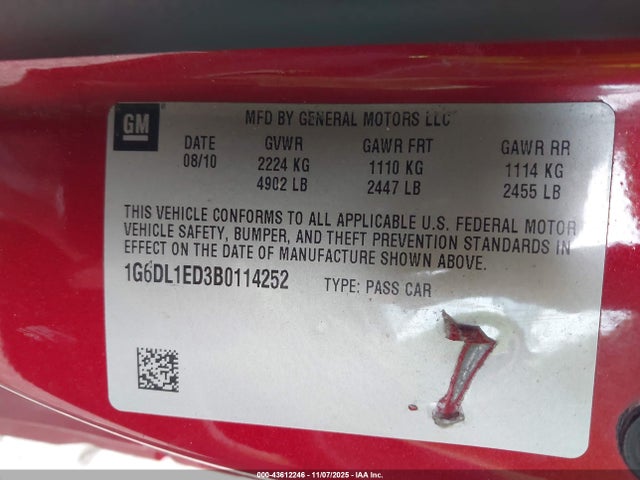 GM
MFD BY GENERAL MOTORS LLC
DATE GVWR GAWR FRT GAWR RR
08/10 2224 KG 1110 KG 1114 KG
4902 LB 2447 LB 2455 LB
THIS VEHICLE CONFORMS TO ALL APPLICABLE U.S. FEDERAL MOTOR
VEHICLE SAFETY, BUMPER, AND THEFT PREVENTION STANDARDS IN
EFFECT ON THE DATE OF MANUFACTURE SHOWN ABOVE.
1G6DL1ED3B0114252 TYPE: PASS CAR
000-43612246 - 11/07/2025 - IAA Inc.